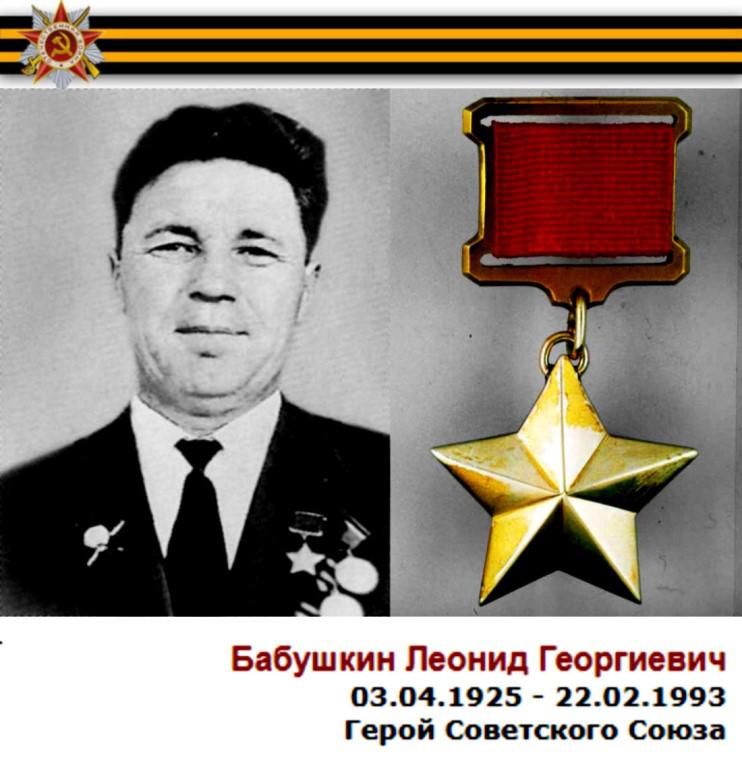 Бабушкин Леонид Георгиевич
03.04.1925 - 22.02.1993
Герой Советского Союза